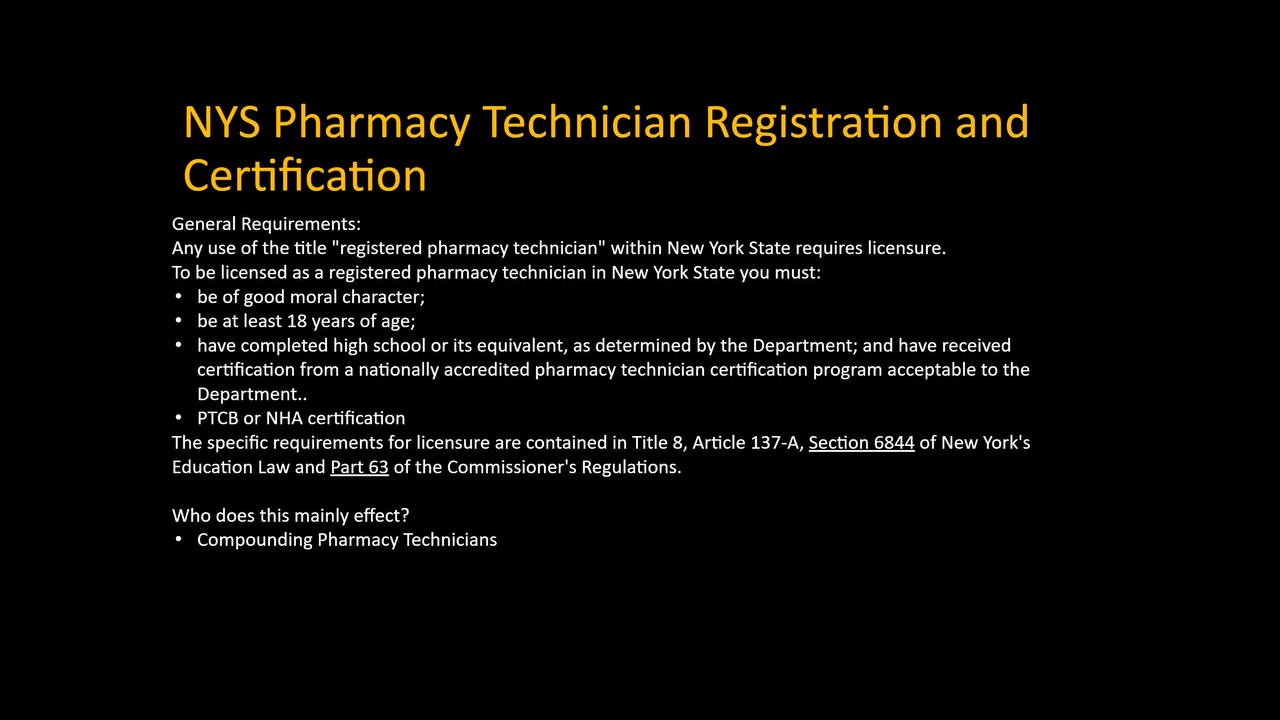 NYS Pharmacy Technician Registration and
Certification
General Requirements:
Any use of the title "registered pharmacy technician" within New York State requires licensure.
To be licensed as a registered pharmacy technician in New York State you must:
• be of good moral character;
• be at least 18 years of age;
• have completed high school or its equivalent, as determined by the Department; and have received
certification from a nationally accredited pharmacy technician certification program acceptable to the
Department..
• PTCB or NHA certification
The specific requirements for licensure are contained in Title 8, Article 137-A, Section 6844 of New York's
Education Law and Part 63 of the Commissioner's Regulations.
Who does this mainly effect?
• Compounding Pharmacy Technicians